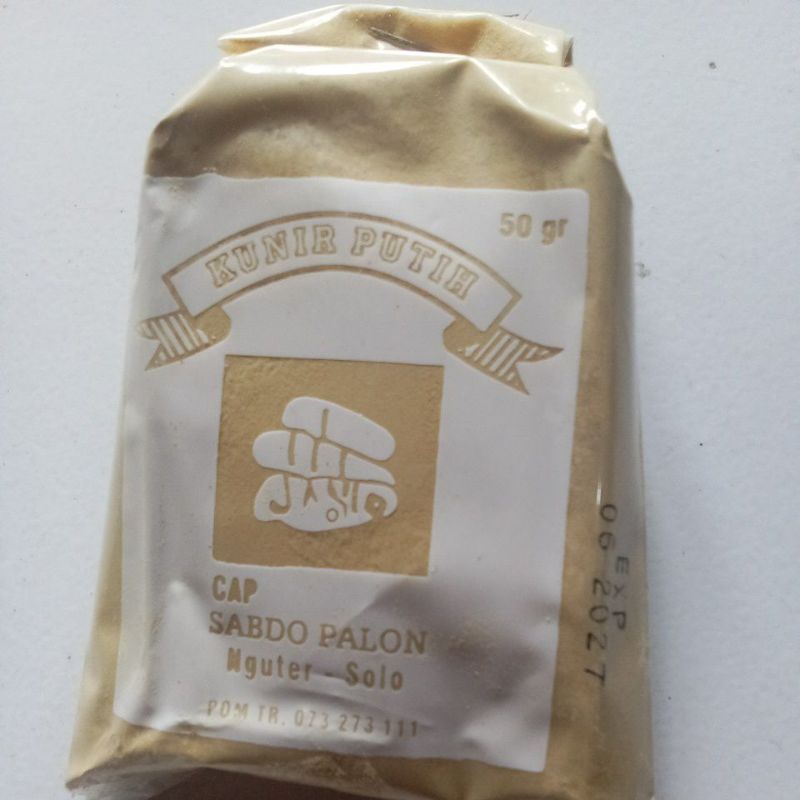 50 gr
KUNIR PUTIH
CAP
SABDO PALON
Nguter - Solo
POM TR. 073 273 111
EXP
06 2027